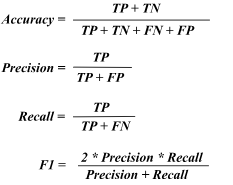 Accuracy = TP + TN / TP + TN + FN + FP
Precision = TP / TP + FP
Recall = TP / TP + FN
F1 = 2 * Precision * Recall / Precision + Recall